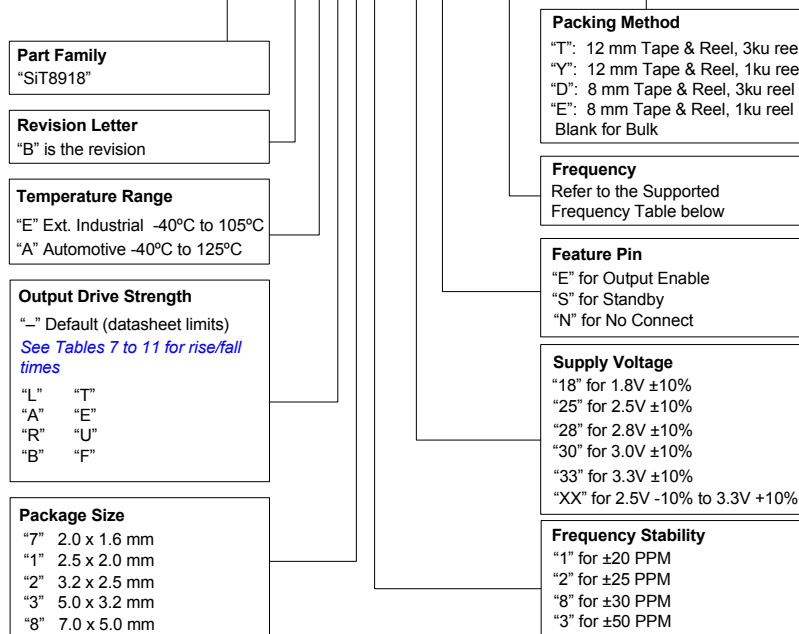 Part Family
“SiT8918”
Revision Letter
“B” is the revision
Temperature Range
“E” Ext. Industrial -40ºC to 105ºC
“A” Automotive -40ºC to 125ºC
Output Drive Strength
“–” Default (datasheet limits)
See Tables 7 to 11 for rise/fall
times
“L” “T”
“A” “E”
“R” “U”
“B” “F”
Package Size
“7” 2.0 x 1.6 mm
“1” 2.5 x 2.0 mm
“2” 3.2 x 2.5 mm
“3” 5.0 x 3.2 mm
“8” 7.0 x 5.0 mm
Packing Method
“T”: 12 mm Tape & Reel, 3ku ree
“Y”: 12 mm Tape & Reel, 1ku ree
“D”: 8 mm Tape & Reel, 3ku reel
“E”: 8 mm Tape & Reel, 1ku reel
Blank for Bulk
Frequency
Refer to the Supported
Frequency Table below
Feature Pin
“E” for Output Enable
“S” for Standby
“N” for No Connect
Supply Voltage
“18” for 1.8V ±10%
“25” for 2.5V ±10%
“28” for 2.8V ±10%
“30” for 3.0V ±10%
“33” for 3.3V ±10%
“XX” for 2.5V -10% to 3.3V +10%
Frequency Stability
“1” for ±20 PPM
“2” for ±25 PPM
“8” for ±30 PPM
“3” for ±50 PPM